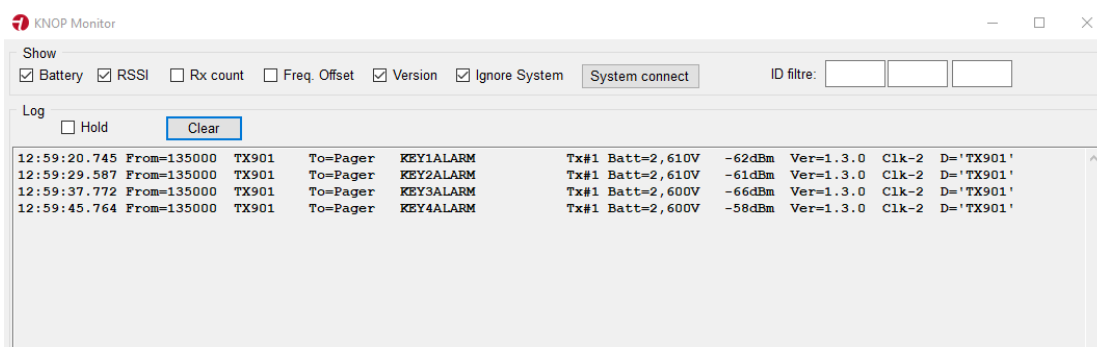 KNOP Monitor
Show
Battery RSSI Rx count Freq. Offset Version Ignore System System connect ID filtre:
Log
Hold Clear
12:59:20.745 From=135000 TX901 To=Pager KEY1ALARM Tx#1 Batt=2,610V -62dBm Ver=1.3.0 Clk-2 D='TX901'
12:59:29.587 From=135000 TX901 To=Pager KEY2ALARM Tx#1 Batt=2,610V -61dBm Ver=1.3.0 Clk-2 D='TX901'
12:59:37.772 From=135000 TX901 To=Pager KEY3ALARM Tx#1 Batt=2,600V -66dBm Ver=1.3.0 Clk-2 D='TX901'
12:59:45.764 From=135000 TX901 To=Pager KEY4ALARM Tx#1 Batt=2,600V -58dBm Ver=1.3.0 Clk-2 D='TX901'